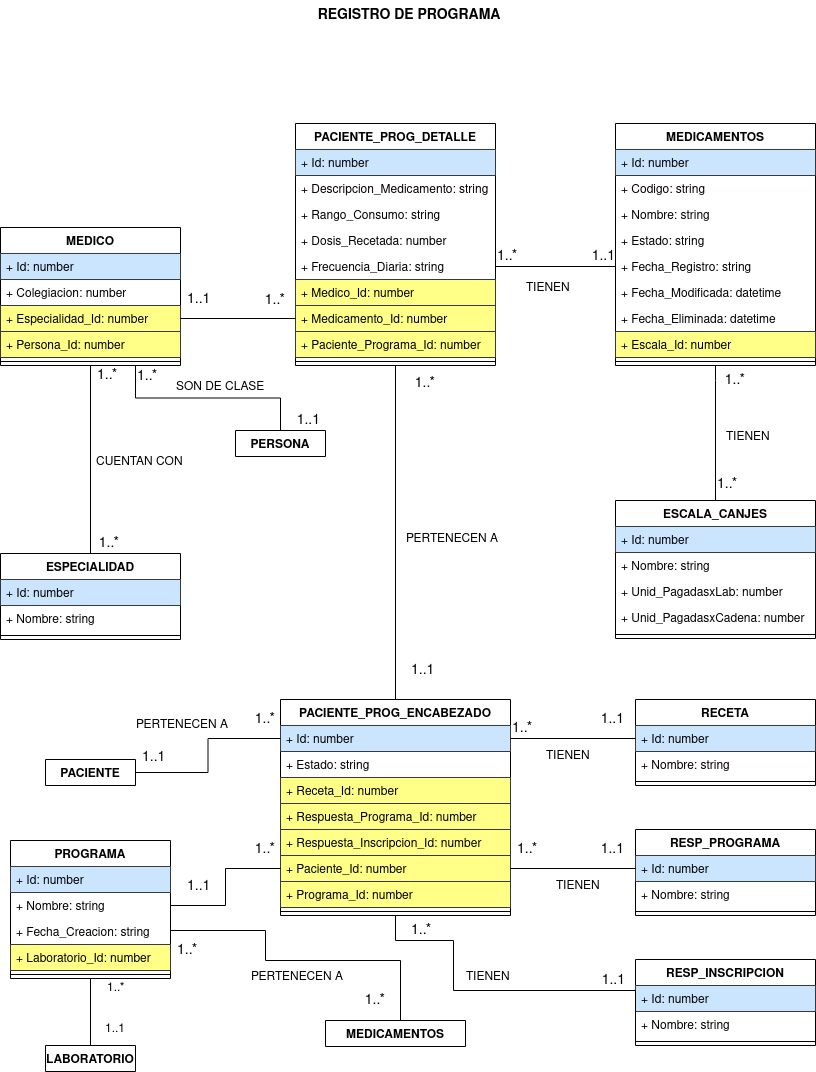 REGISTRO DE PROGRAMA
PACIENTE_PROG_DETALLE
+ Id: number
+ Descripcion_Medicamento: string
+ Rango_Consumo: string
+ Dosis_Recetada: number
+ Frecuencia_Diaria: string
+ Medico_Id: number
+ Medicamento_Id: number
+ Paciente_Programa_Id: number
MEDICAMENTOS
+ Id: number
+ Codigo: string
+ Nombre: string
+ Estado: string
+ Fecha_Registro: string
+ Fecha_Modificada: datetime
+ Fecha_Eliminada: datetime
+ Escala_Id: number
1..*
1..1
TIENEN
MEDICO
+ Id: number
+ Colegiacion: number
+ Especialidad_Id: number
+ Persona_Id: number
1..1
1..*
1..*
1..*
SON DE CLASE
1..1
PERSONA
CUENTAN CON
1..*
ESPECIALIDAD
+ Id: number
+ Nombre: string
1..*
PERTENECEN A
1..1
1..*
TIENEN
1..*
ESCALA_CANJES
+ Id: number
+ Nombre: string
+ Unid_PagadasxLab: number
+ Unid_PagadasxCadena: number
PACIENTE_PROG_ENCABEZADO
+ Id: number
+ Estado: string
+ Receta_Id: number
+ Respuesta_Programa_Id: number
+ Respuesta_Inscripcion_Id: number
+ Paciente_Id: number
+ Programa_Id: number
PERTENECEN A
1..*
1..1
PACIENTE
1..*
1..1
TIENEN
RECETA
+ Id: number
+ Nombre: string
PROGRAMA
+ Id: number
+ Nombre: string
+ Fecha_Creacion: string
+ Laboratorio_Id: number
1..*
1..1
1..*
1..1
TIENEN
RESP_PROGRAMA
+ Id: number
+ Nombre: string
1..*
PERTENECEN A
1..*
MEDICAMENTOS
1..*
TIENEN
1..1
RESP_INSCRIPCION
+ Id: number
+ Nombre: string
1..*
1..1
LABORATORIO